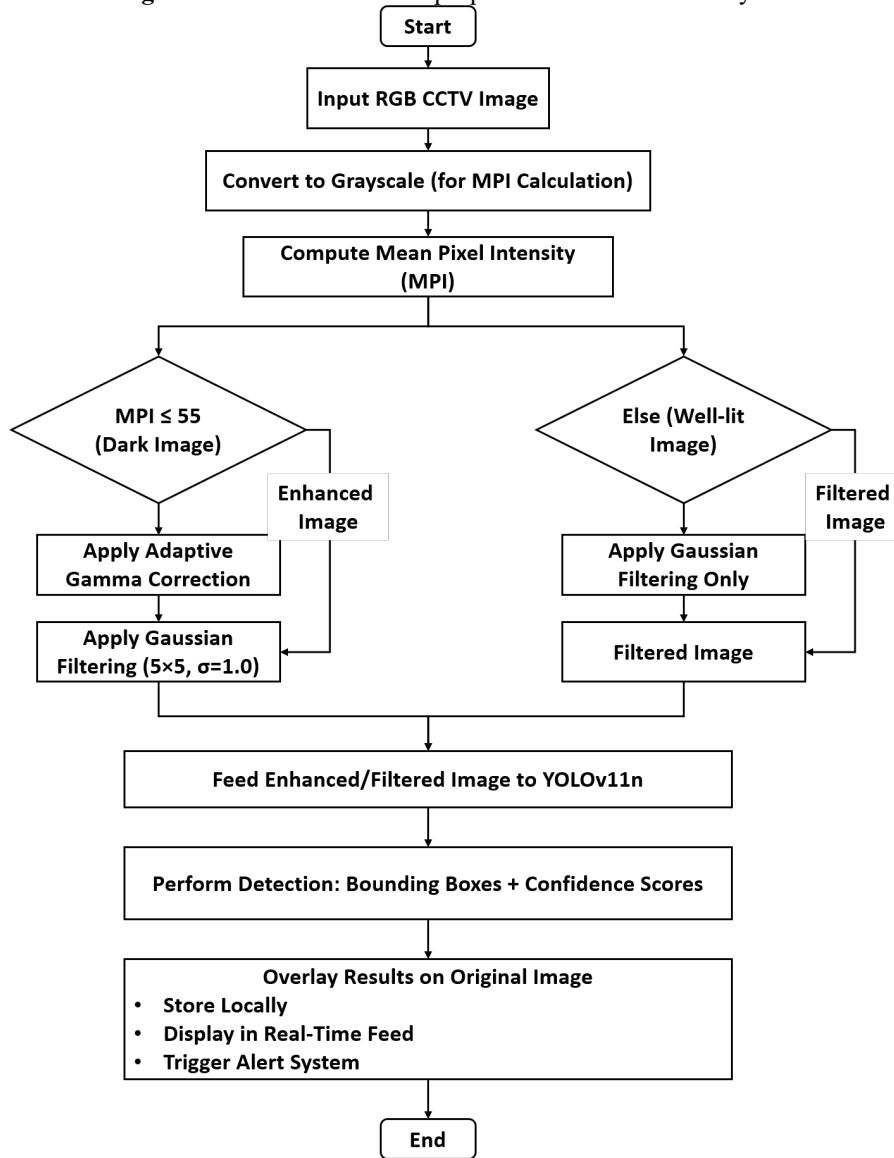 Start
Input RGB CCTV Image
Convert to Grayscale (for MPI Calculation)
Compute Mean Pixel Intensity
(MPI)
MPI ≤ 55
(Dark Image)
Enhanced
Image
Apply Adaptive
Gamma Correction
Apply Gaussian
Filtering (5×5, σ=1.0)
Else (Well-lit
Image)
Filtered
Image
Apply Gaussian
Filtering Only
Filtered Image
Feed Enhanced/Filtered Image to YOLOv11n
Perform Detection: Bounding Boxes + Confidence Scores
Overlay Results on Original Image
• Store Locally
• Display in Real-Time Feed
• Trigger Alert System
End